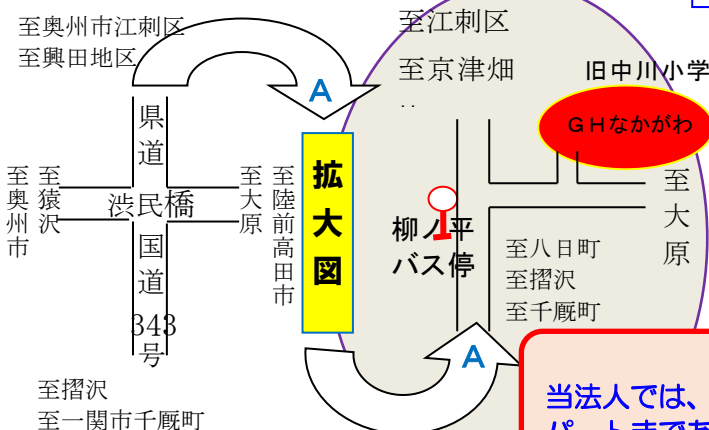 至奥州市江刺区
至興田地区
県道
至奥州市
至猿沢
渋民橋
至大原
至陸前高田市
国道
343
号
至摺沢
至一関市千厩町
A
拡大図
A
至江刺区
至京津畑
旧中川小学
GHなかがわ
至大原
柳ノ平
バス停
至八日町
至摺沢
至千厩町
当法人では、